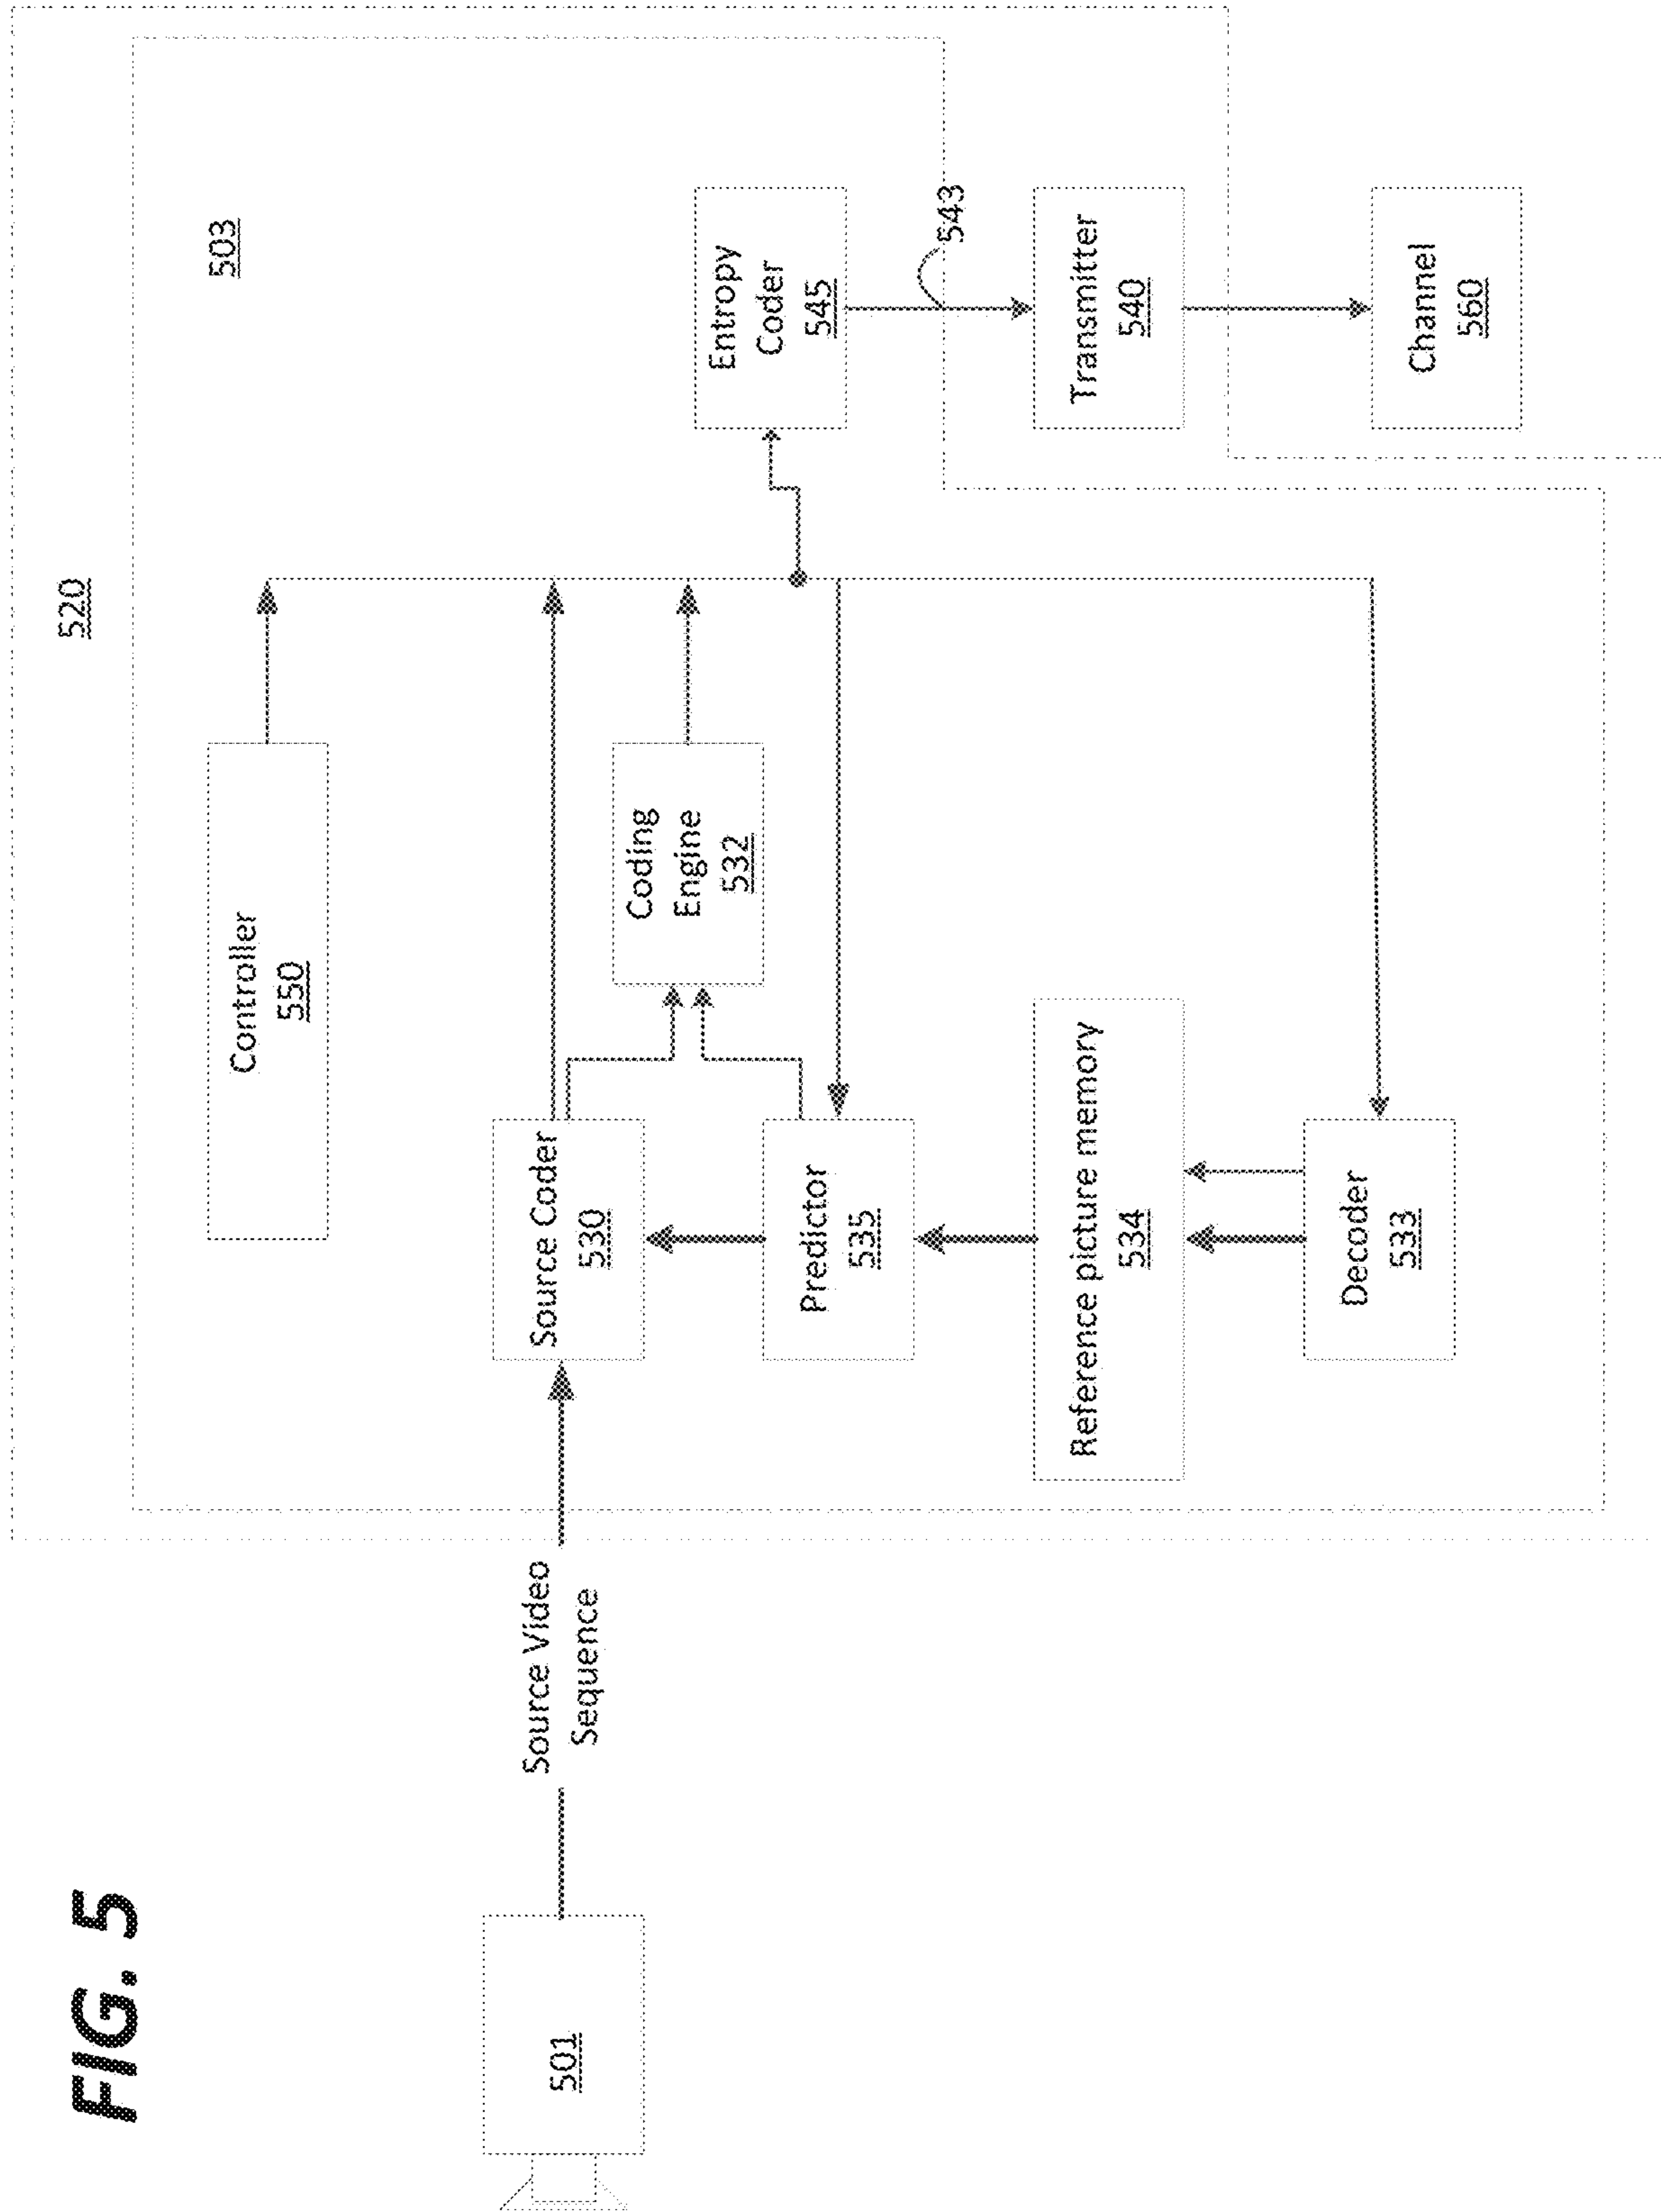 FIG. 5
520
503
Controller
550
501
Source Video
Sequence
Source Coder
530
Coding
Engine
532
Entropy
Coder
545
Predictor
535
543
Reference picture memory
534
Transmitter
540
Decoder
533
Channel
560